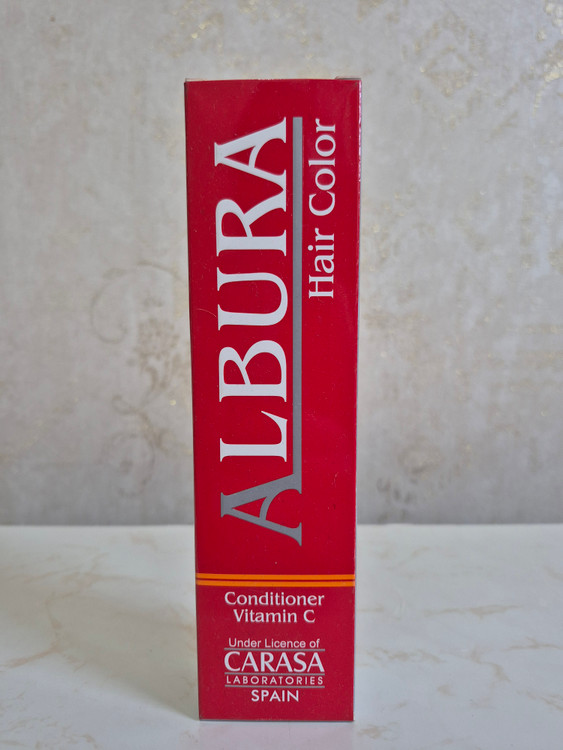 ALBURA
Hair Color
Conditioner
Vitamin C
Under Licence of
CARASA
LABORATORIES
SPAIN